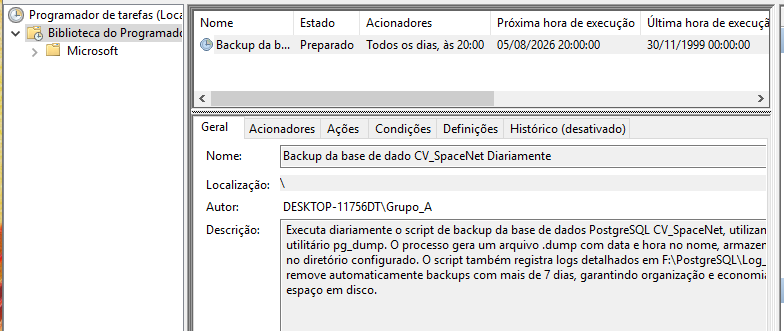 Programador de tarefas (Loca
Biblioteca do Programado
Microsoft
Nome Estado Acionadores Próxima hora de execução Última hora de execuçã
Backup da b... Preparado Todos os dias, às 20:00 05/08/2026 20:00:00 30/11/1999 00:00:00
Geral Acionadores Ações Condições Definições Histórico (desativado)
Nome: Backup da base de dado CV_SpaceNet Diariamente
Localização: \
Autor: DESKTOP-11756DT\Grupo_A
Descrição: Executa diariamente o script de backup da base de dados PostgreSQL CV_SpaceNet, utilizan
utilitário pg_dump. O processo gera um arquivo .dump com data e hora no nome, armazen
no diretório configurado. O script também registra logs detalhados em F:\PostgreSQL\Log_
remove automaticamente backups com mais de 7 dias, garantindo organização e economia
espaço em disco.